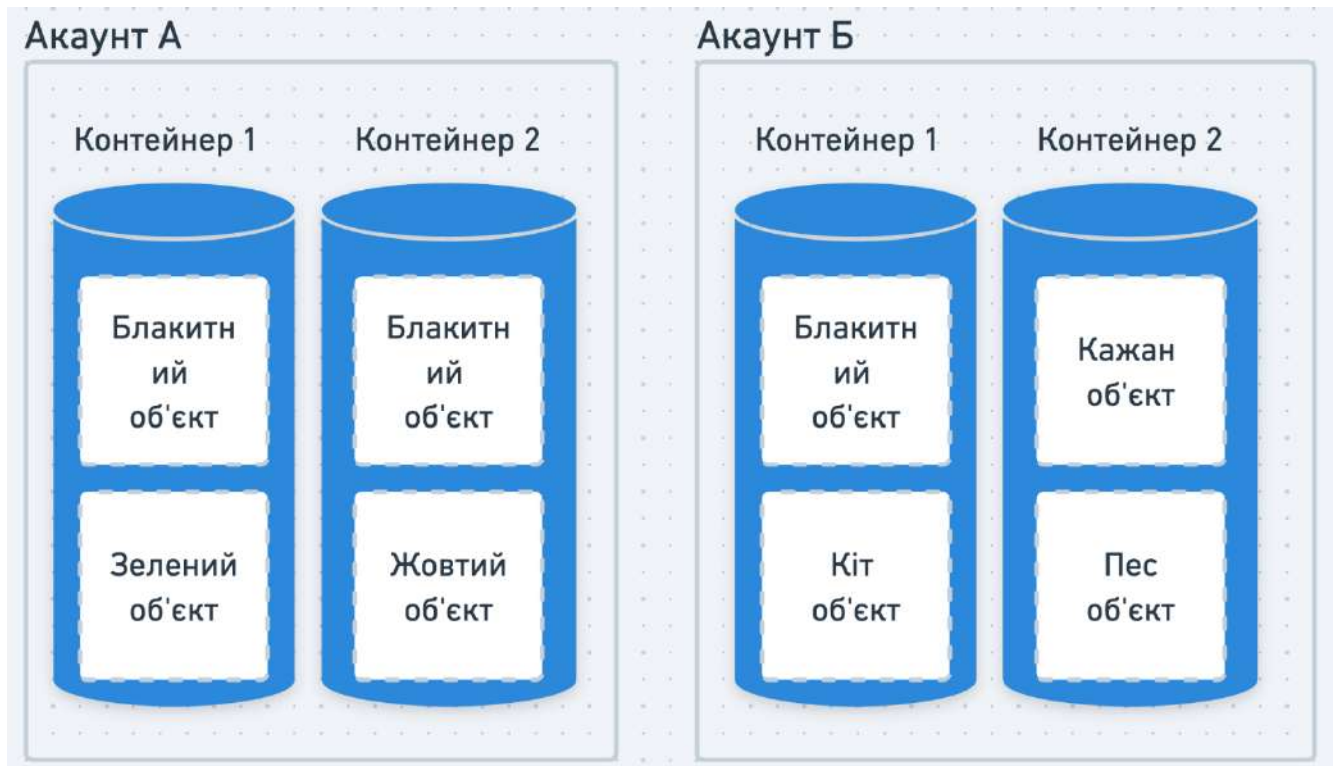 Акаунт А
Контейнер 1
Контейнер 2
Блакитн
ий
об'єкт
Блакитн
ий
об'єкт
Зелений
об'єкт
Жовтий
об'єкт
Акаунт Б
Контейнер 1
Контейнер 2
Блакитн
ий
об'єкт
Кажан
об'єкт
Кіт
об'єкт
Пес
об'єкт